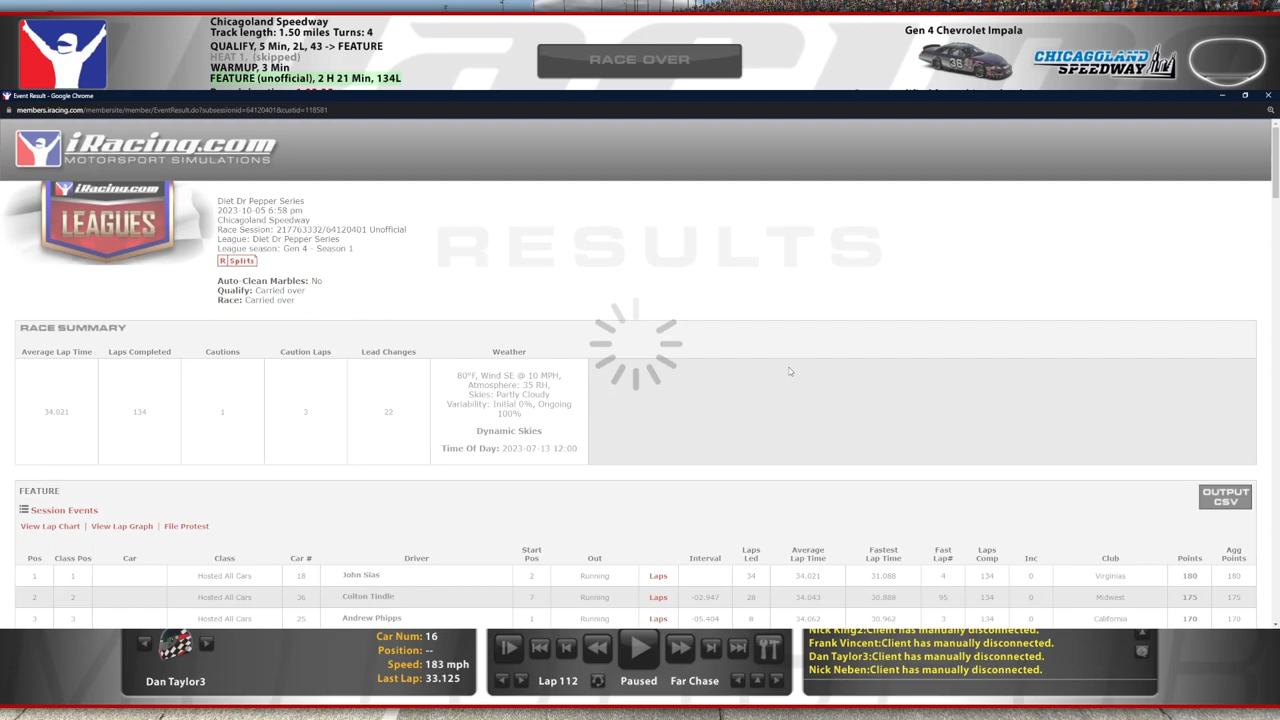 Chicagoland Speedway
Track length: 1.50 miles Turns: 4
QUALIFY, 5 Min, 2L, 43 -> FEATURE
HEAT 1, (skipped)
WARMUP, 3 Min
FEATURE (unofficial), 2 H 21 Min, 134L
RACE OVER
Gen 4 Chevrolet Impala
CHICAGOLAND
SPEEDWAY
Event Result - Google Chrome
members.iracing.com/membersite/member/EventResult.do?subsessionid=64120401&custid=118581
iRacing.com
MOTORSPORT SIMULATIONS
iRacing.com
LEAGUES
Diet Dr Pepper Series
2023-10-05 6:58 pm
Chicagoland Speedway
Race Session: 217763332/64120401 Unofficial
League: Diet Dr Pepper Series
League season: Gen 4 - Season 1
R Splits
Auto-Clean Marbles: No
Qualify: Carried over
Race: Carried over
RESULTS
RACE SUMMARY
Average Lap Time Laps Completed Cautions Caution Laps Lead Changes Weather
34.021 134 1 3 22
80°F, Wind SE @ 10 MPH,
Atmosphere: 35 RH,
Skies: Partly Cloudy
Variability: Initial 0%, Ongoing
100%
Dynamic Skies
Time Of Day: 2023-07-13 12:00
FEATURE
OUTPUT
CSV
Session Events
View Lap Chart | View Lap Graph | File Protest
Pos Class Pos Car Class Car # Driver Start Pos Out Interval Laps Led Average Lap Time Fastest Lap Time Fast Lap# Laps Comp Inc Club Points Agg Points
1 1 Hosted All Cars 18 John Sias 2 Running Laps 34 34.021 31.088 4 134 0 Virginias 180 180
2 2 Hosted All Cars 36 Colton Tindle 7 Running Laps -02.947 28 34.043 30.888 95 134 0 Midwest 175 175
3 3 Hosted All Cars 25 Andrew Phipps 1 Running Laps -05.404 8 34.062 30.962 3 134 0 California 170 170
Dan Taylor3
Car Num: 16
Position: --
Speed: 183 mph
Last Lap: 33.125
Lap 112
Paused
Far Chase
Nick King2:Client has manually disconnected.
Frank Vincent:Client has manually disconnected.
Dan Taylor3:Client has manually disconnected.
Nick Neben:Client has manually disconnected.